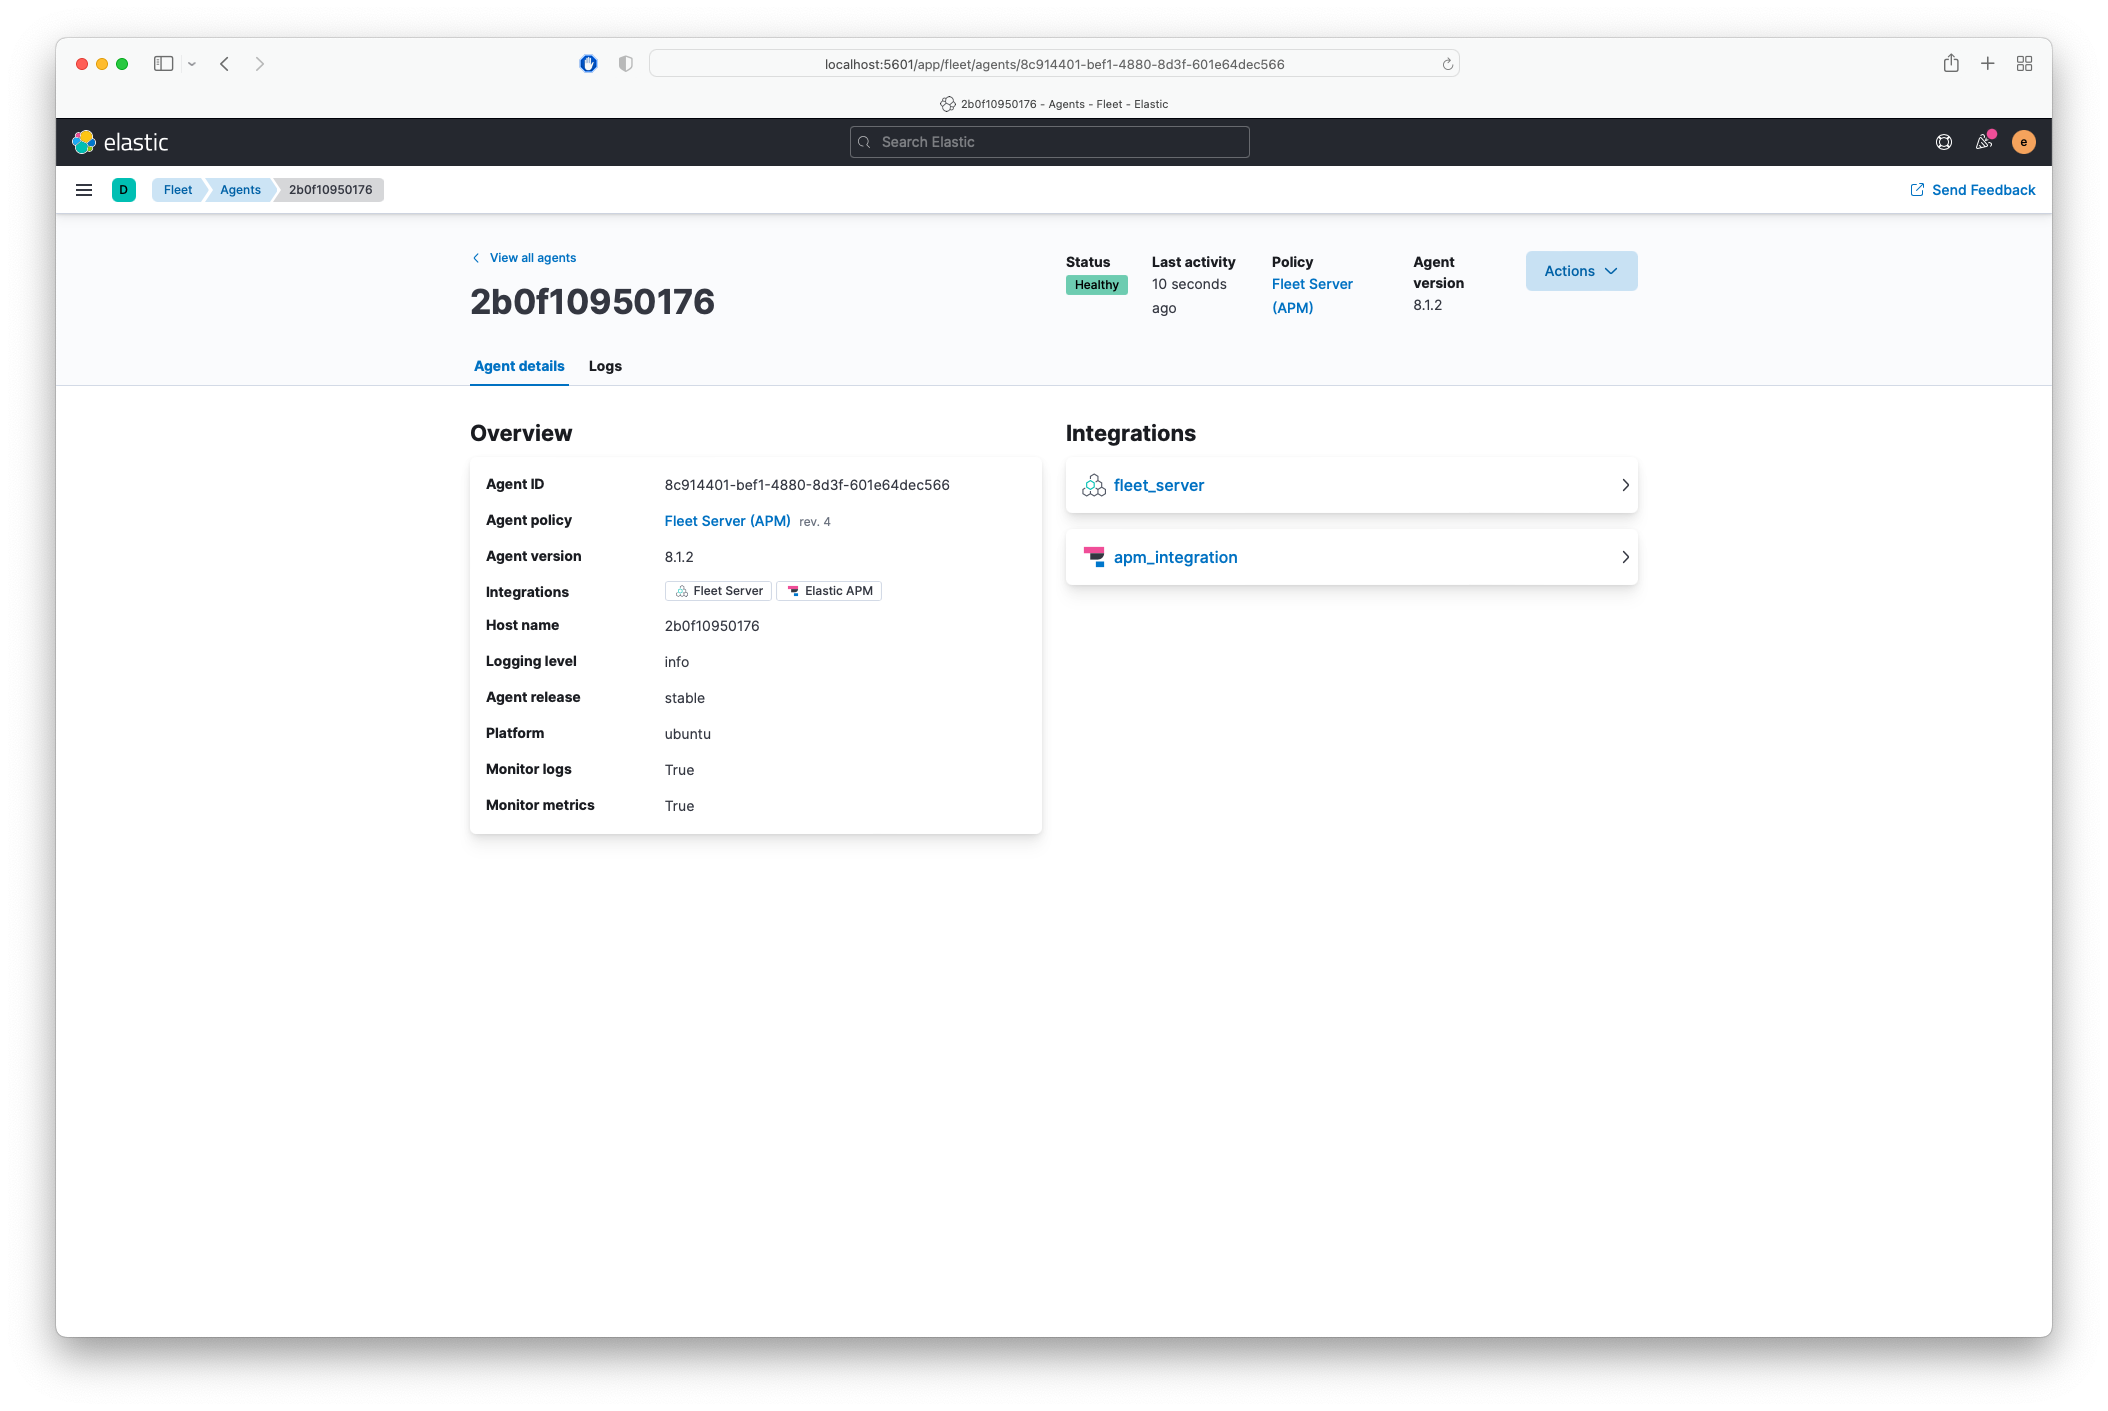 localhost:5601/app/fleet/agents/8c914401-bef1-4880-8d3f-601e64dec566
2b0f10950176 - Agents - Fleet - Elastic
elastic
Search Elastic
e
D
Fleet
Agents
2b0f10950176
Send Feedback
View all agents
2b0f10950176
Status
Healthy
Last activity
10 seconds
ago
Policy
Fleet Server
(APM)
Agent
version
8.1.2
Actions
Agent details
Logs
Overview
Agent ID
8c914401-bef1-4880-8d3f-601e64dec566
Agent policy
Fleet Server (APM) rev. 4
Agent version
8.1.2
Integrations
Fleet Server
Elastic APM
Host name
2b0f10950176
Logging level
info
Agent release
stable
Platform
ubuntu
Monitor logs
True
Monitor metrics
True
Integrations
fleet_server
apm_integration